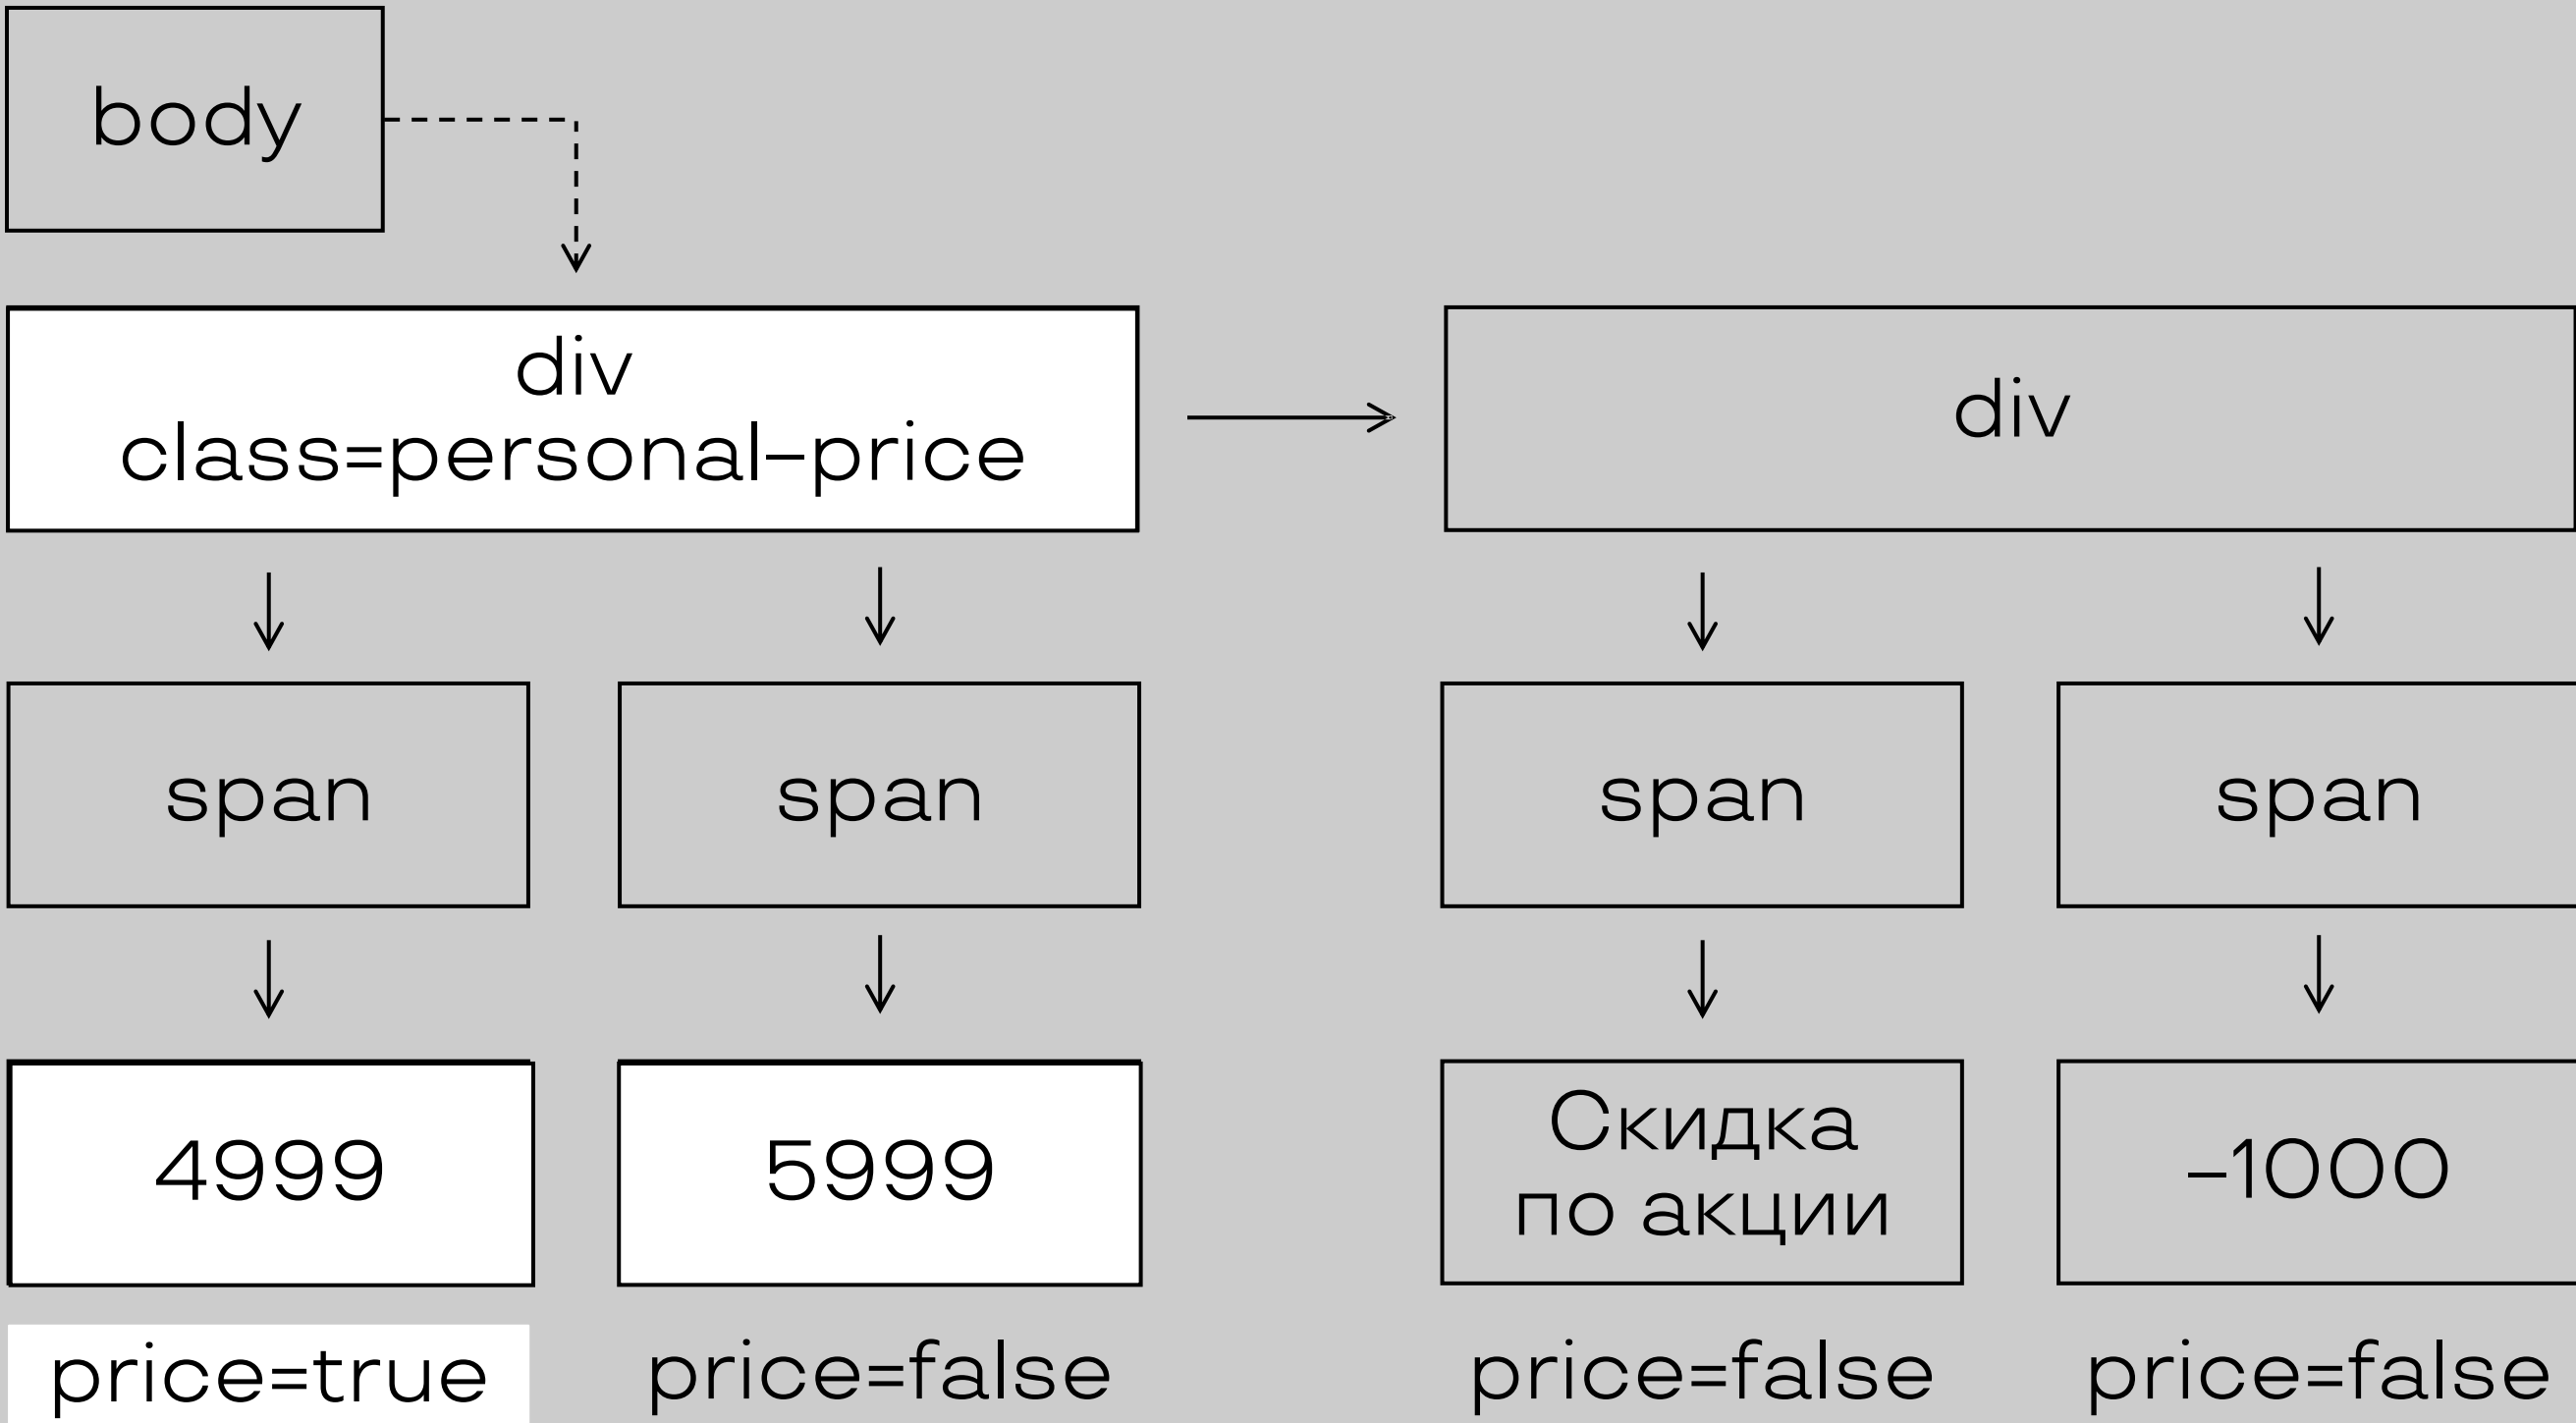 body
div
class=personal-price
div
span
span
span
span
4999
5999
Скидка
по акции
-1000
price=true
price=false
price=false
price=false